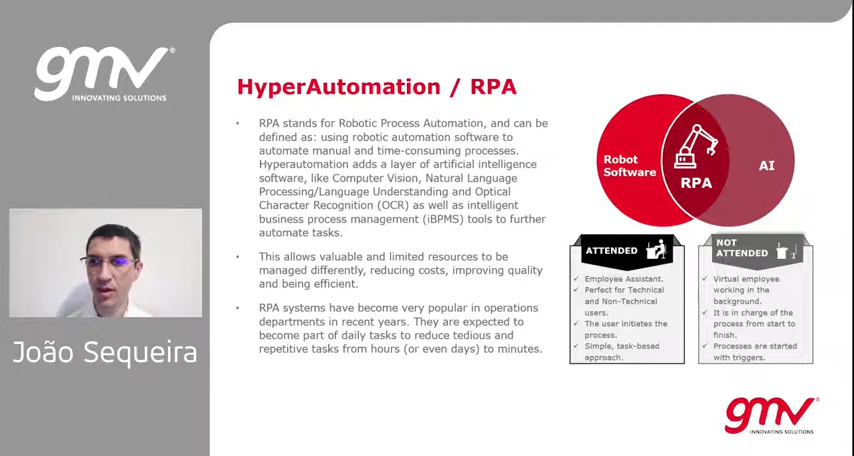 gmv®
INNOVATING SOLUTIONS
João Sequeira
HyperAutomation / RPA
• RPA stands for Robotic Process Automation, and can be
defined as: using robotic automation software to
automate manual and time-consuming processes.
Hyperautomation adds a layer of artificial intelligence
software, like Computer Vision, Natural Language
Processing/Language Understanding and Optical
Character Recognition (OCR) as well as intelligent
business process management (iBPMS) tools to further
automate tasks.
• This allows valuable and limited resources to be
managed differently, reducing costs, improving quality
and being efficient.
• RPA systems have become very popular in operations
departments in recent years. They are expected to
become part of daily tasks to reduce tedious and
repetitive tasks from hours (or even days) to minutes.
Robot
Software
RPA
AI
ATTENDED
✓ Employee Assistant.
✓ Perfect for Technical
and Non-Technical
users.
✓ The user initiates the
process.
✓ Simple, task-based
approach.
NOT
ATTENDED
✓ Virtual employee
working in the
background.
✓ It is in charge of the
process from start to
finish.
✓ Processes are started
with triggers.
gmv®
INNOVATING SOLUTIONS